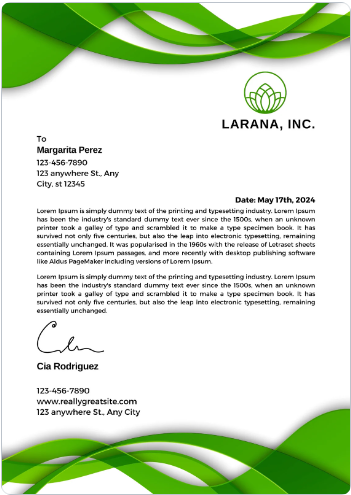 LARANA, INC.
To
Margarita Perez
123-456-7890
123 anywhere St., Any
City, st 12345
Date: May 17th, 2024
Lorem Ipsum is simply dummy text of the printing and typesetting industry. Lorem Ipsum
has been the industry's standard dummy text ever since the 1500s, when an unknown
printer took a galley of type and scrambled it to make a type specimen book. It has
survived not only five centuries, but also the leap into electronic typesetting, remaining
essentially unchanged. It was popularised in the 1960s with the release of Letraset sheets
containing Lorem Ipsum passages, and more recently with desktop publishing software
like Aldus PageMaker including versions of Lorem Ipsum.
Lorem Ipsum is simply dummy text of the printing and typesetting industry. Lorem Ipsum
has been the industry's standard dummy text ever since the 1500s, when an unknown
printer took a galley of type and scrambled it to make a type specimen book. It has
survived not only five centuries, but also the leap into electronic typesetting, remaining
essentially unchanged.
Cia Rodriguez
123-456-7890
www.reallygreatsite.com
123 anywhere St., Any City